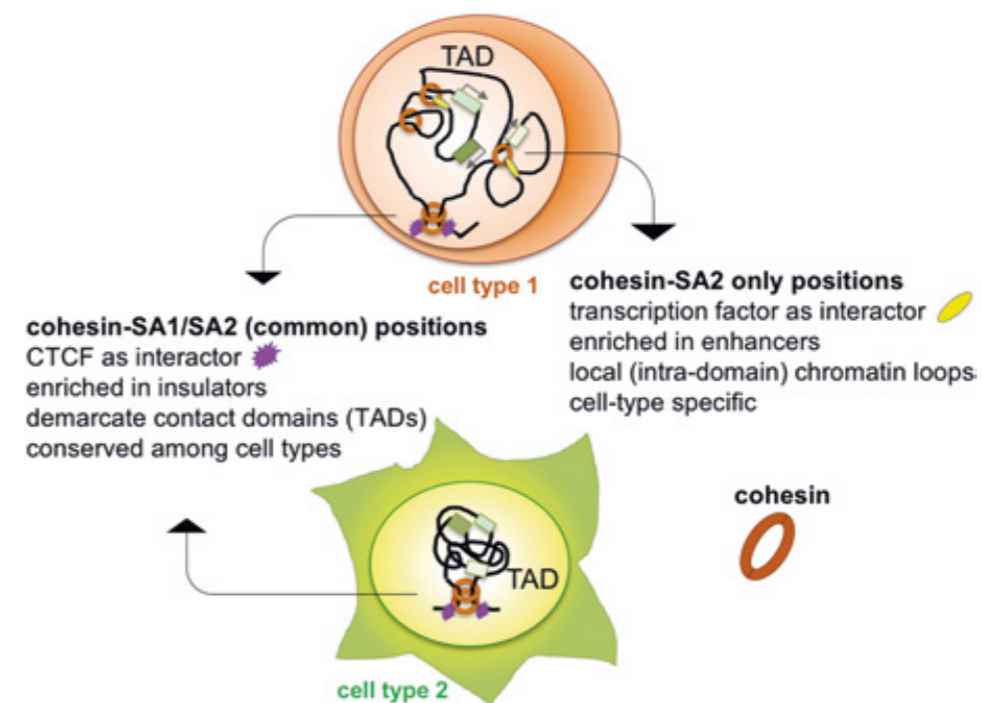 TAD
cell type 1
cohesin-SA1/SA2 (common) positions
CTCF as interactor
enriched in insulators
demarcate contact domains (TADs)
conserved among cell types
cohesin-SA2 only positions
transcription factor as interactor
enriched in enhancers
local (intra-domain) chromatin loops
cell-type specific
cohesin
TAD
cell type 2